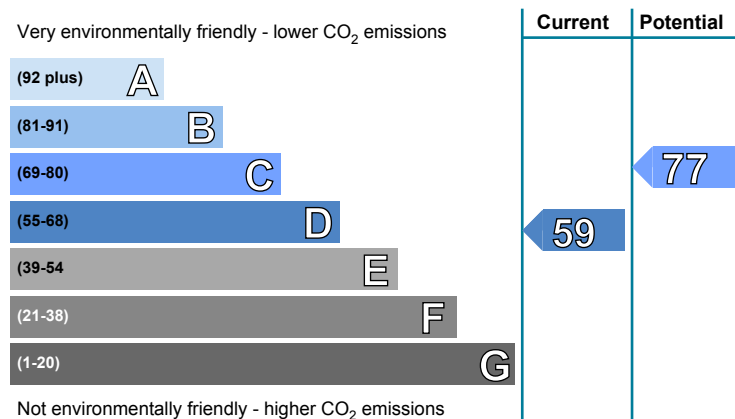 Very environmentally friendly - lower CO₂ emissions
Current
Potential
(92 plus) A
(81-91) B
(69-80) C
(55-68) D
(39-54 E
(21-38) F
(1-20) G
77
59
Not environmentally friendly - higher CO₂ emissions